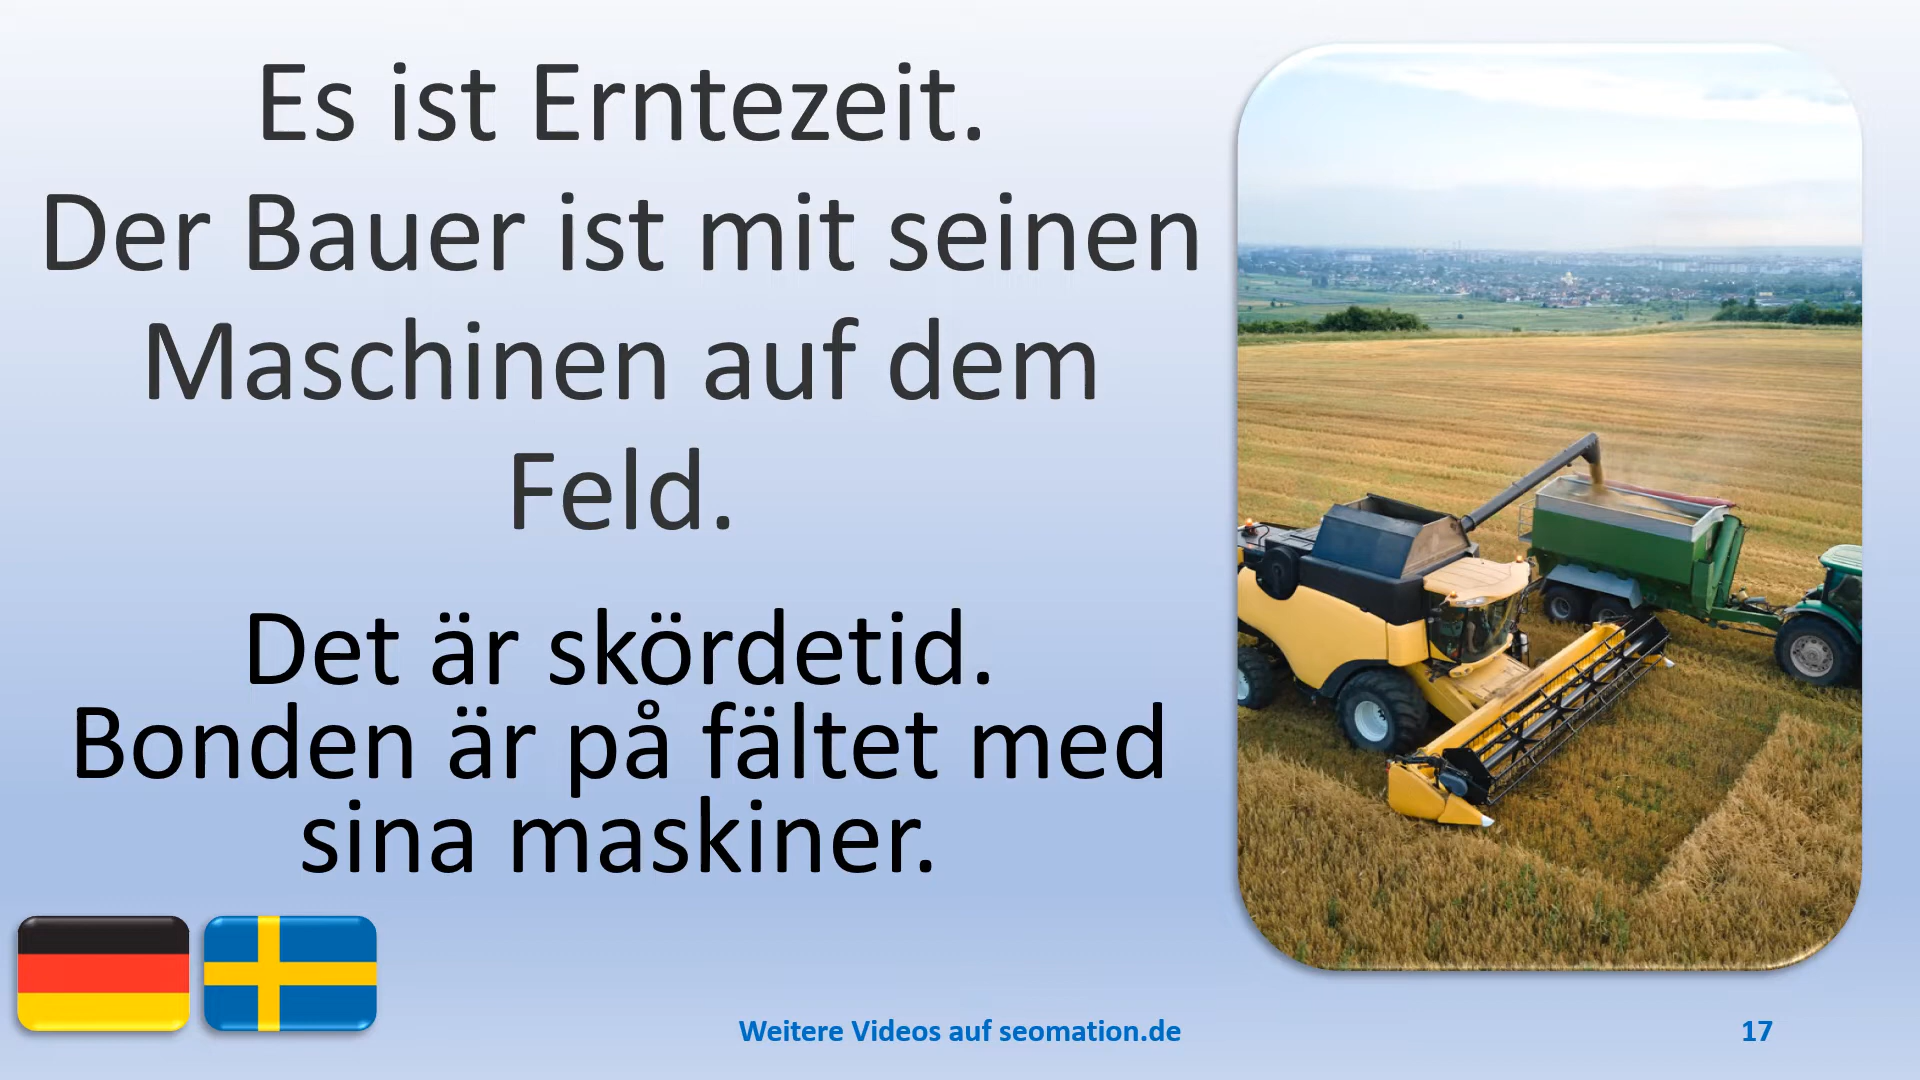 Es ist Erntezeit.
Der Bauer ist mit seinen
Maschinen auf dem
Feld.
Det är skördetid.
Bonden är på fältet med
sina maskiner.
Weitere Videos auf seomation.de
17